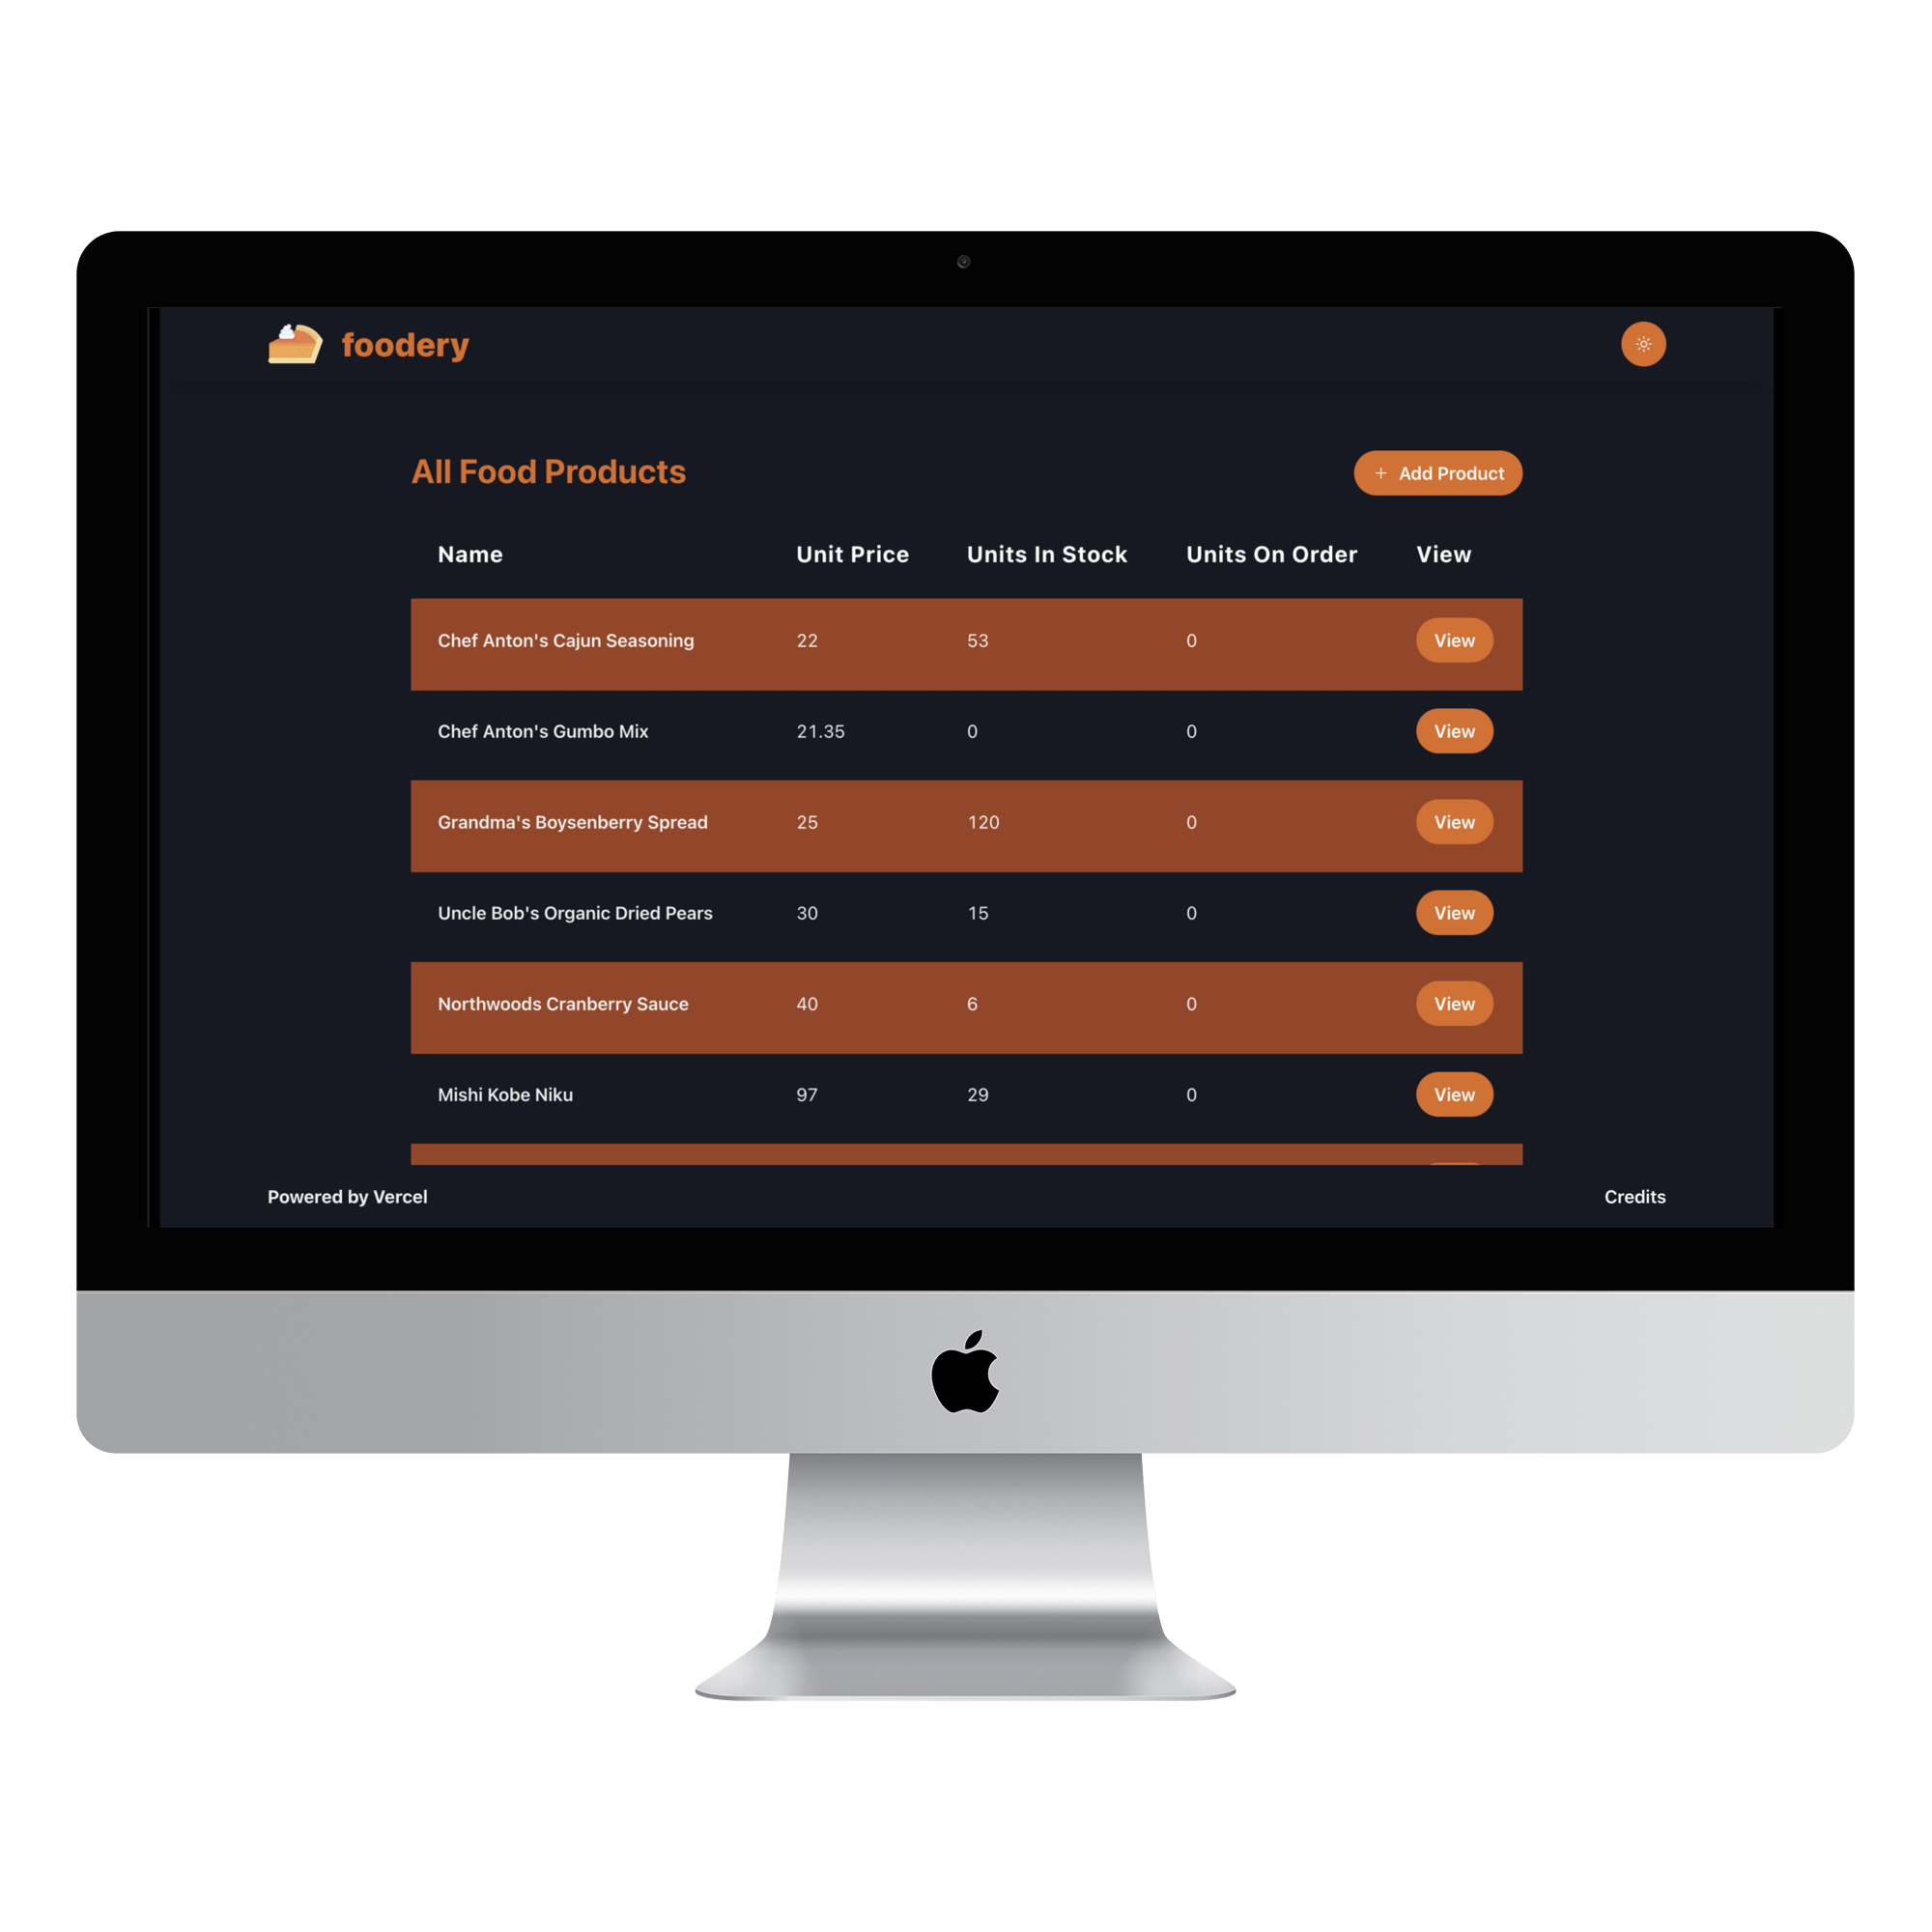 foodery
All Food Products
+ Add Product
Name Unit Price Units In Stock Units On Order View
Chef Anton's Cajun Seasoning 22 53 0 View
Chef Anton's Gumbo Mix 21.35 0 0 View
Grandma's Boysenberry Spread 25 120 0 View
Uncle Bob's Organic Dried Pears 30 15 0 View
Northwoods Cranberry Sauce 40 6 0 View
Mishi Kobe Niku 97 29 0 View
Powered by Vercel Credits